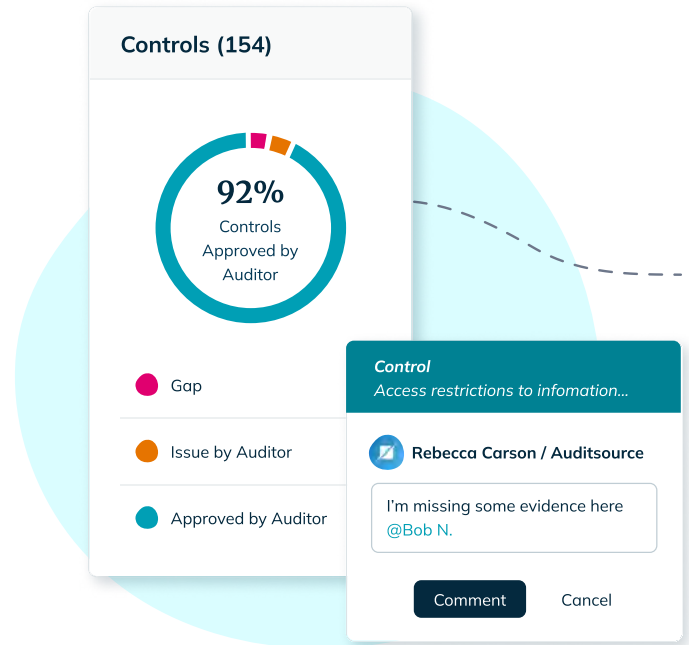 Controls (154)
92%
Controls
Approved by
Auditor
Gap
Issue by Auditor
Approved by Auditor
Control
Access restrictions to infomation...
Rebecca Carson / Auditsource
I'm missing some evidence here
@Bob N.
Comment
Cancel